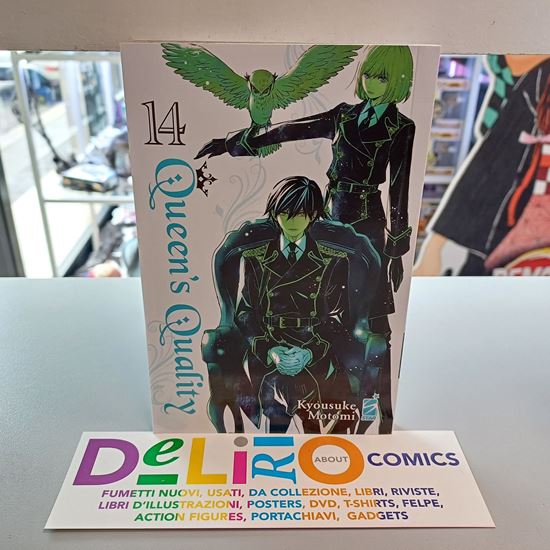 14
Queen's Quality
Kyousuke
Motomi
STAR
DeLiRiO
ABOUT
COMICS
FUMETTI NUOVI, USATI, DA COLLEZIONE, LIBRI, RIVISTE,
LIBRI D'ILLUSTRAZIONI, POSTERS, DVD, T-SHIRTS, FELPE,
ACTION FIGURES, PORTACHIAVI, GADGETS